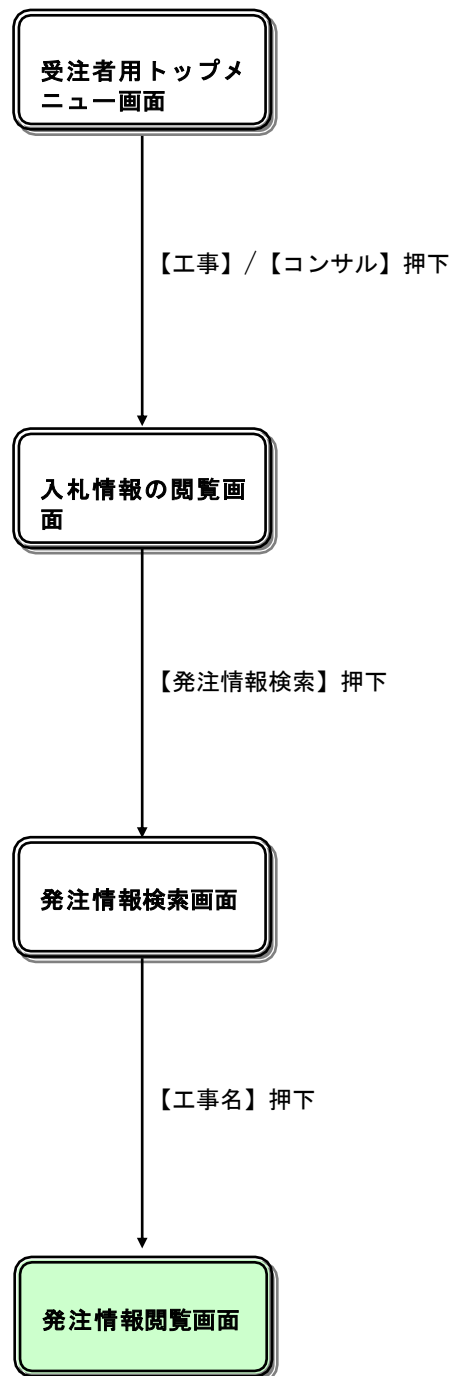 受注者用トップメ
ニュー画面
【工事】/【コンサル】押下
入札情報の閲覧画
面
【発注情報検索】押下
発注情報検索画面
【工事名】押下
発注情報閲覧画面